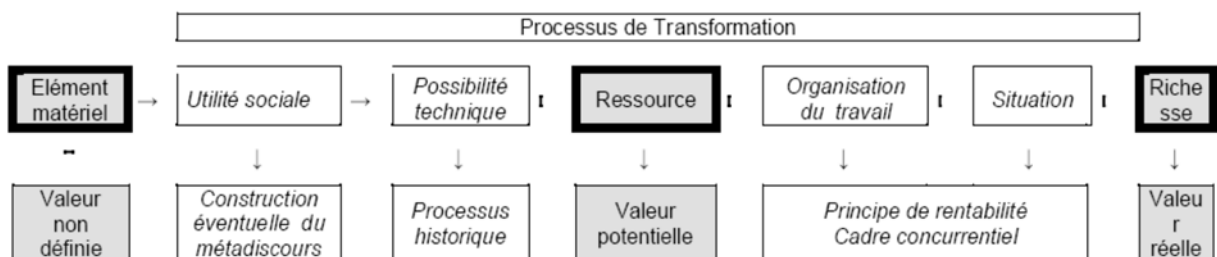 Processus de Transformation
Elément
matériel
→
Utilité sociale
→
Possibilité
technique
Ressource
Organisation
du travail
Situation
Riche
sse
↓
↓
↓
↓
↓
↓
Valeur
non
définie
Construction
éventuelle du
métadiscours
Processus
historique
Valeur
potentielle
Principe de rentabilité
Cadre concurrentiel
Valeu
r
réelle